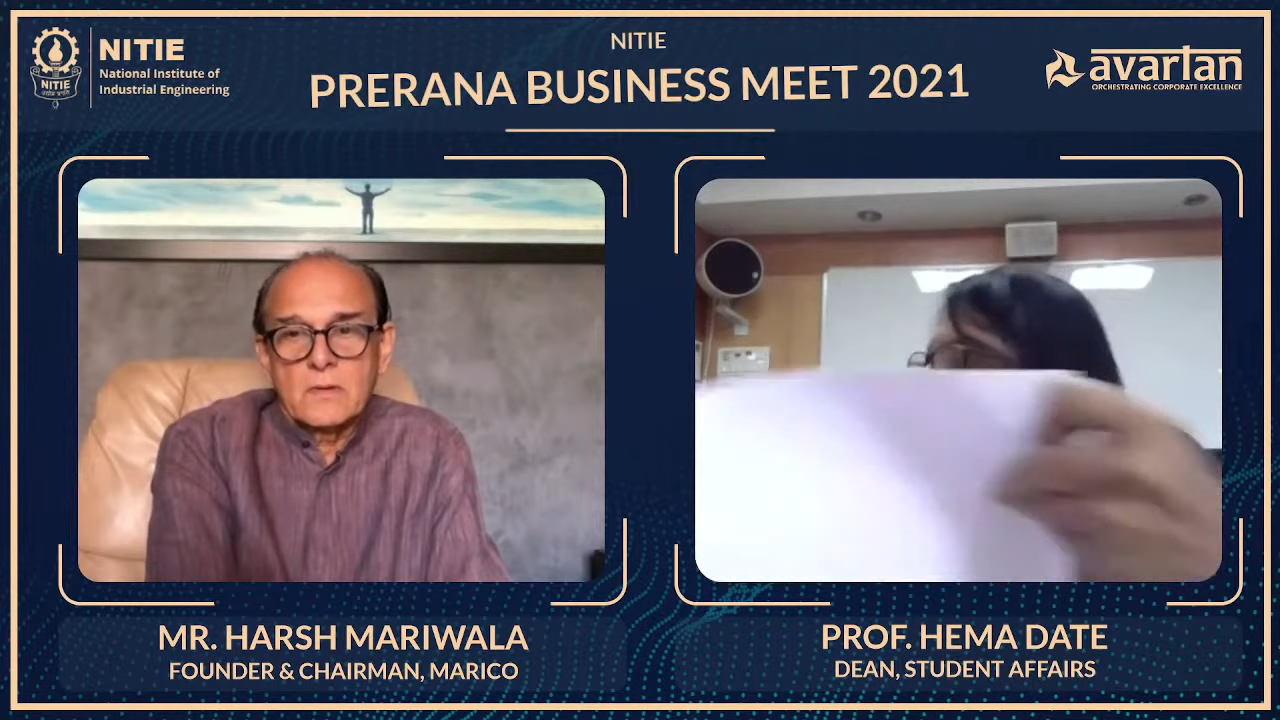 NITIE
National Institute of
Industrial Engineering
NITIE
NITIE
PRERANA BUSINESS MEET 2021
avartan
ORCHESTRATING CORPORATE EXCELLENCE
MR. HARSH MARIWALA
FOUNDER & CHAIRMAN, MARICO
PROF. HEMA DATE
DEAN, STUDENT AFFAIRS